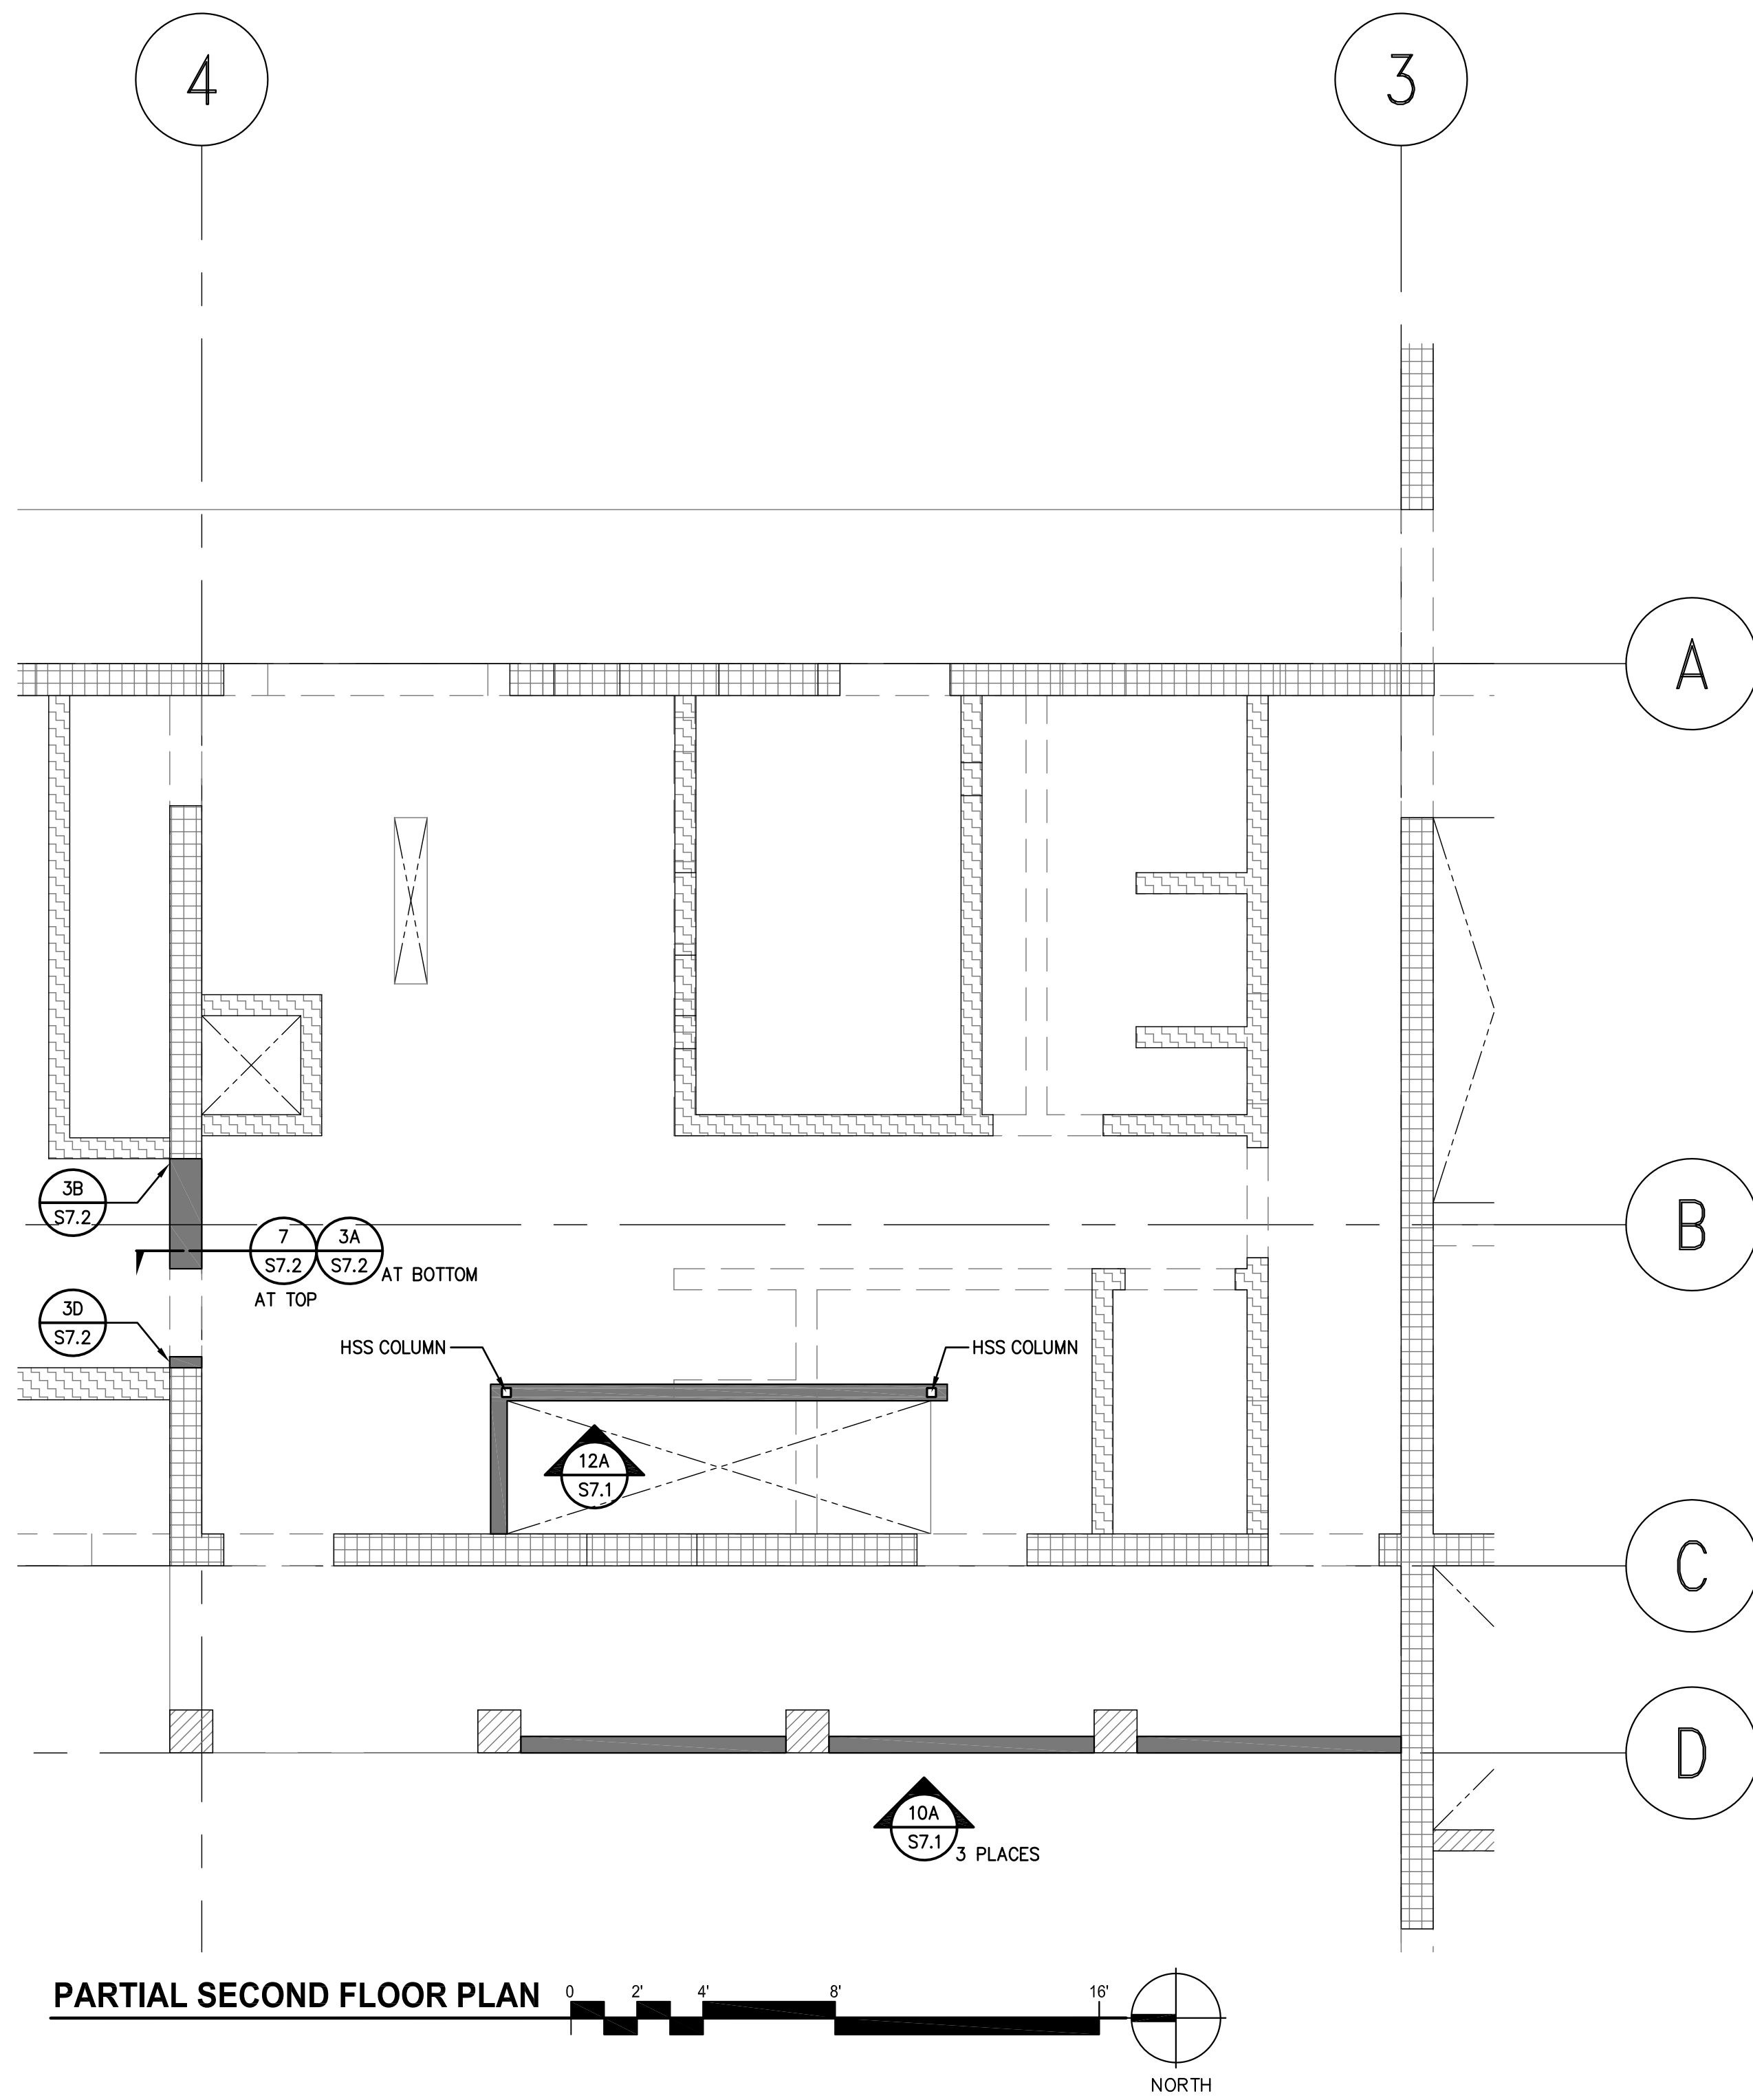 4
3
A
3B
S7.2
B
7
S7.2
3A
S7.2
AT BOTTOM
AT TOP
3D
S7.2
HSS COLUMN
HSS COLUMN
12A
S7.1
C
D
10A
S7.1
3 PLACES
PARTIAL SECOND FLOOR PLAN
0 2' 4' 8' 16'
NORTH